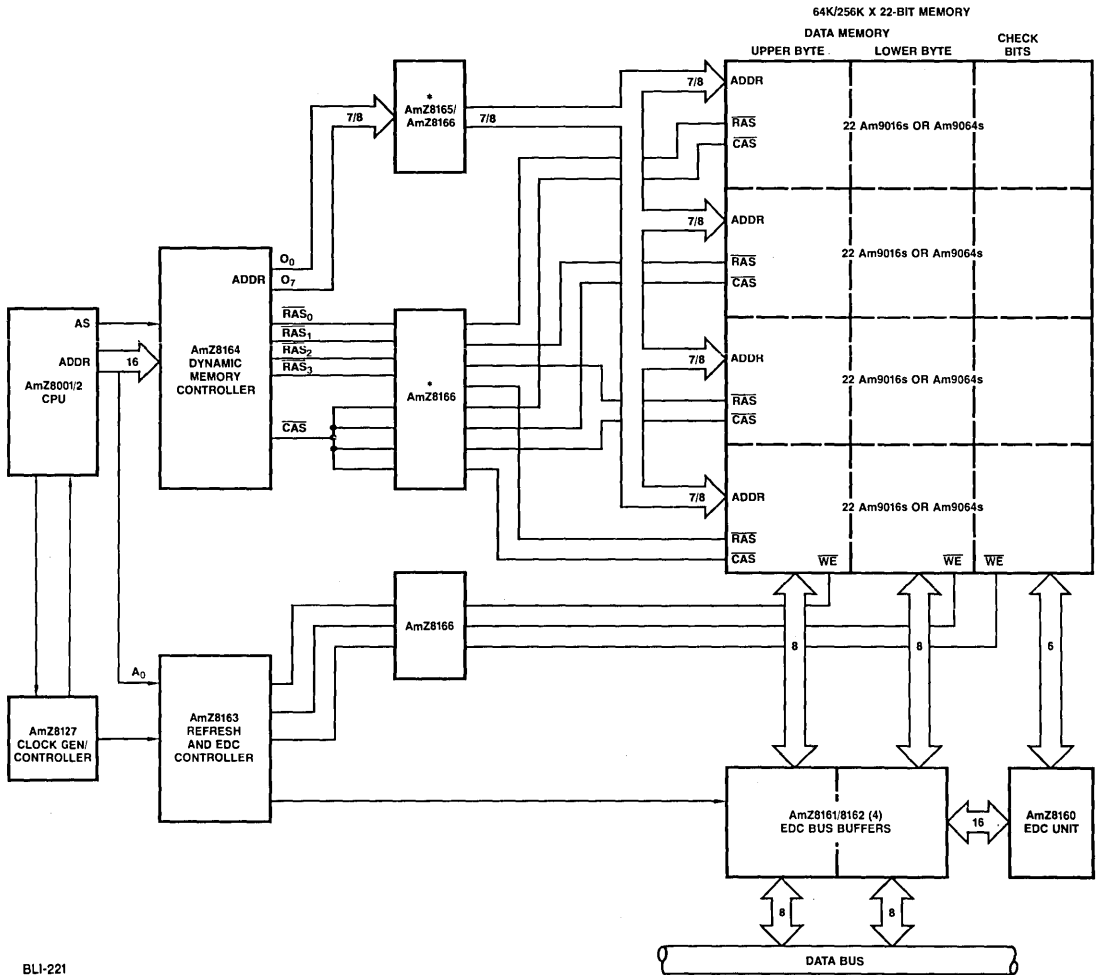 64K/256K X 22-BIT MEMORY
DATA MEMORY
UPPER BYTE
LOWER BYTE
CHECK
BITS
7/8
ADDR
RAS
CAS
22 Am9016s OR Am9064s
7/8
ADDR
RAS
CAS
22 Am9016s OR Am9064s
7/8
ADDR
RAS
CAS
22 Am9016s OR Am9064s
7/8
ADDR
RAS
CAS
22 Am9016s OR Am9064s
WE
WE
WE
*
AmZ8165/
AmZ8166
7/8
7/8
O0
O7
ADDR
RAS0
RAS1
RAS2
RAS3
CAS
AmZ8164
DYNAMIC
MEMORY
CONTROLLER
*
AmZ8166
AS
ADDR
16
AmZ8001/2
CPU
AmZ8166
A0
AmZ8163
REFRESH
AND EDC
CONTROLLER
AmZ8127
CLOCK GEN/
CONTROLLER
8
8
6
AmZ8161/8162 (4)
EDC BUS BUFFERS
16
AmZ8160
EDC UNIT
8
8
DATA BUS
BLI-221